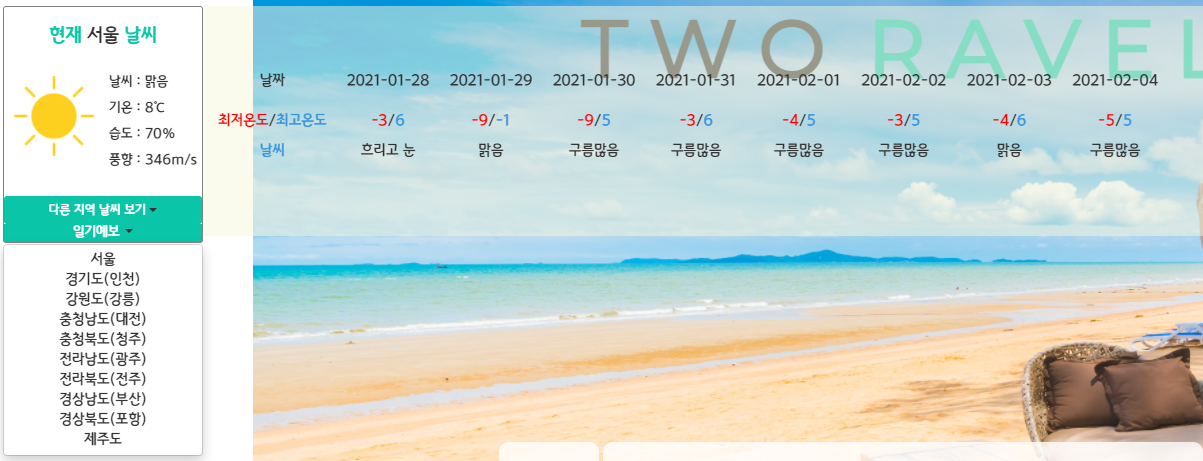 현재 서울 날씨
날씨 : 맑음
기온 : 8℃
습도 : 70%
풍향 : 346m/s
다른 지역 날씨 보기
일기예보
서울
경기도(인천)
강원도(강릉)
충청남도(대전)
충청북도(청주)
전라남도(광주)
전라북도(전주)
경상남도(부산)
경상북도(포항)
제주도
TWO RAVEL
날짜 2021-01-28 2021-01-29 2021-01-30 2021-01-31 2021-02-01 2021-02-02 2021-02-03 2021-02-04
최저온도/최고온도 -3/6 -9/-1 -9/5 -3/6 -4/5 -3/5 -4/6 -5/5
날씨 흐리고 눈 맑음 구름많음 구름많음 구름많음 구름많음 맑음 구름많음